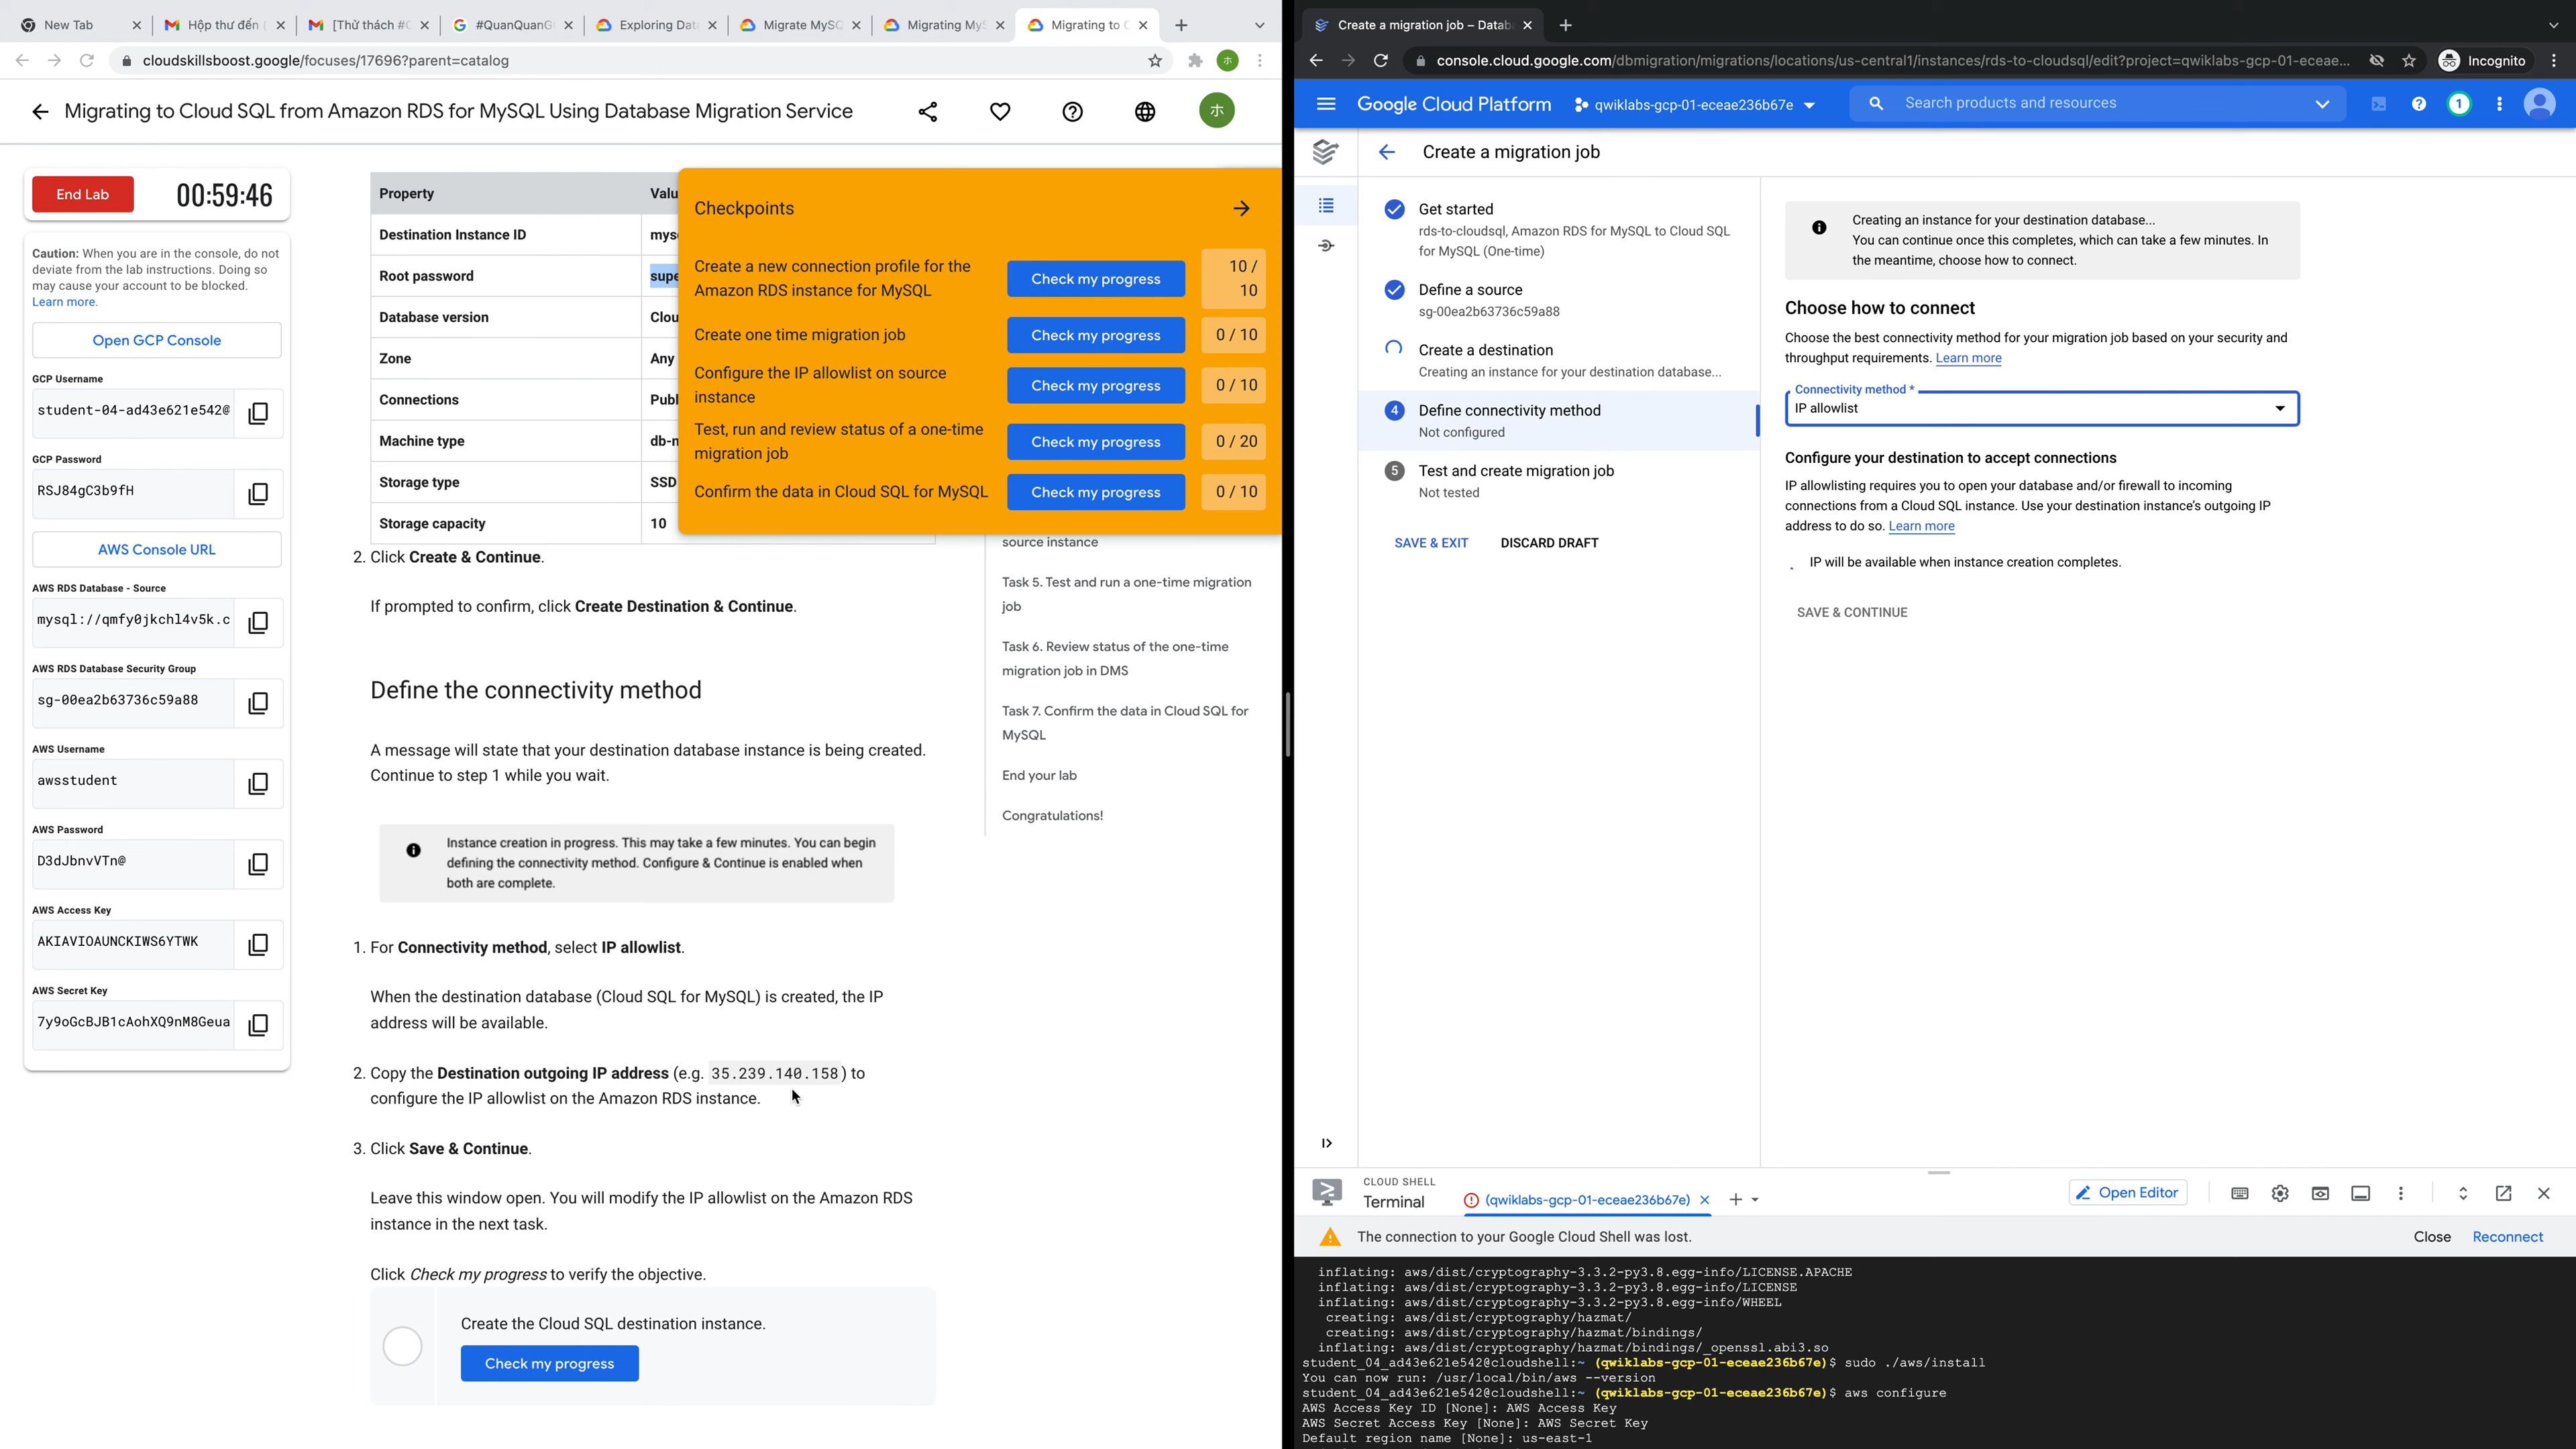 New Tab
Hộp thư đến (
[Thử thách #C
#QuanQuanG
Exploring Dat
Migrate MySQ
Migrating MyS
Migrating to C
cloudskillsboost.google/focuses/17696?parent=catalog
Migrating to Cloud SQL from Amazon RDS for MySQL Using Database Migration Service
ホ
End Lab
00:59:46
Caution: When you are in the console, do not
deviate from the lab instructions. Doing so
may cause your account to be blocked.
Learn more.
Open GCP Console
GCP Username
student-04-ad43e621e542@
GCP Password
RSJ84gC3b9fH
AWS Console URL
AWS RDS Database - Source
mysql://qmfy0jkchl4v5k.c
AWS RDS Database Security Group
sg-00ea2b63736c59a88
AWS Username
awsstudent
AWS Password
D3dJbnvVTn@
AWS Access Key
AKIAVIOAUNCKIWS6YTWK
AWS Secret Key
7y9oGcBJB1cAohXQ9nM8Geua
Property Valu
Destination Instance ID mys
Root password supe
Database version Clou
Zone Any
Connections Publ
Machine type db-n
Storage type SSD
Storage capacity 10
Checkpoints
Create a new connection profile for the
Amazon RDS instance for MySQL
Check my progress
10 /
10
Create one time migration job
Check my progress
0 / 10
Configure the IP allowlist on source
instance
Check my progress
0 / 10
Test, run and review status of a one-time
migration job
Check my progress
0 / 20
Confirm the data in Cloud SQL for MySQL
Check my progress
0 / 10
2. Click Create & Continue.
If prompted to confirm, click Create Destination & Continue.
Define the connectivity method
A message will state that your destination database instance is being created.
Continue to step 1 while you wait.
Instance creation in progress. This may take a few minutes. You can begin
defining the connectivity method. Configure & Continue is enabled when
both are complete.
1. For Connectivity method, select IP allowlist.
When the destination database (Cloud SQL for MySQL) is created, the IP
address will be available.
2. Copy the Destination outgoing IP address (e.g. 35.239.140.158) to
configure the IP allowlist on the Amazon RDS instance.
3. Click Save & Continue.
Leave this window open. You will modify the IP allowlist on the Amazon RDS
instance in the next task.
Click Check my progress to verify the objective.
Create the Cloud SQL destination instance.
Check my progress
source instance
Task 5. Test and run a one-time migration
job
Task 6. Review status of the one-time
migration job in DMS
Task 7. Confirm the data in Cloud SQL for
MySQL
End your lab
Congratulations!
Create a migration job – Datab
console.cloud.google.com/dbmigration/migrations/locations/us-central1/instances/rds-to-cloudsql/edit?project=qwiklabs-gcp-01-eceae...
Incognito
Google Cloud Platform
qwiklabs-gcp-01-eceae236b67e
Search products and resources
1
Create a migration job
Get started
rds-to-cloudsql, Amazon RDS for MySQL to Cloud SQL
for MySQL (One-time)
Define a source
sg-00ea2b63736c59a88
Create a destination
Creating an instance for your destination database...
4 Define connectivity method
Not configured
5 Test and create migration job
Not tested
SAVE & EXIT
DISCARD DRAFT
Creating an instance for your destination database...
You can continue once this completes, which can take a few minutes. In
the meantime, choose how to connect.
Choose how to connect
Choose the best connectivity method for your migration job based on your security and
throughput requirements. Learn more
Connectivity method *
IP allowlist
Configure your destination to accept connections
IP allowlisting requires you to open your database and/or firewall to incoming
connections from a Cloud SQL instance. Use your destination instance's outgoing IP
address to do so. Learn more
IP will be available when instance creation completes.
SAVE & CONTINUE
CLOUD SHELL
Terminal
(qwiklabs-gcp-01-eceae236b67e)
Open Editor
The connection to your Google Cloud Shell was lost.
Close
Reconnect
inflating: aws/dist/cryptography-3.3.2-py3.8.egg-info/LICENSE.APACHE
inflating: aws/dist/cryptography-3.3.2-py3.8.egg-info/LICENSE
inflating: aws/dist/cryptography-3.3.2-py3.8.egg-info/WHEEL
creating: aws/dist/cryptography/hazmat/
creating: aws/dist/cryptography/hazmat/bindings/
inflating: aws/dist/cryptography/hazmat/bindings/_openssl.abi3.so
student_04_ad43e621e542@cloudshell:~ (qwiklabs-gcp-01-eceae236b67e)$ sudo ./aws/install
You can now run: /usr/local/bin/aws --version
student_04_ad43e621e542@cloudshell:~ (qwiklabs-gcp-01-eceae236b67e)$ aws configure
AWS Access Key ID [None]: AWS Access Key
AWS Secret Access Key [None]: AWS Secret Key
Default region name [None]: us-east-1